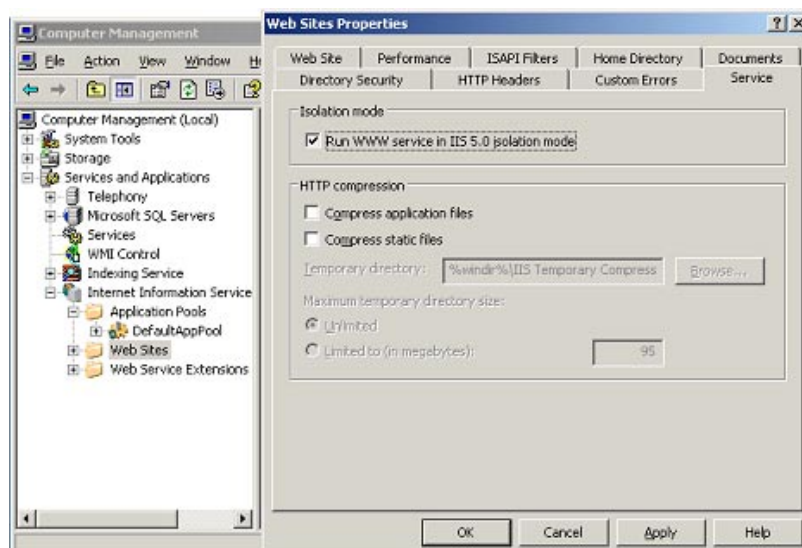 Computer Management
File Action View Window H
Computer Management (Local)
System Tools
Storage
Services and Applications
Telephony
Microsoft SQL Servers
Services
WMI Control
Indexing Service
Internet Information Service
Application Pools
DefaultAppPool
Web Sites
Web Service Extensions
Web Sites Properties
Web Site Performance ISAPI Filters Home Directory Documents
Directory Security HTTP Headers Custom Errors Service
Isolation mode
Run WWW service in IIS 5.0 isolation mode
HTTP compression
Compress application files
Compress static files
Temporary directory: %windir%\IIS Temporary Compress Browse...
Maximum temporary directory size:
Unlimited
Limited to (in megabytes): 95
OK Cancel Apply Help